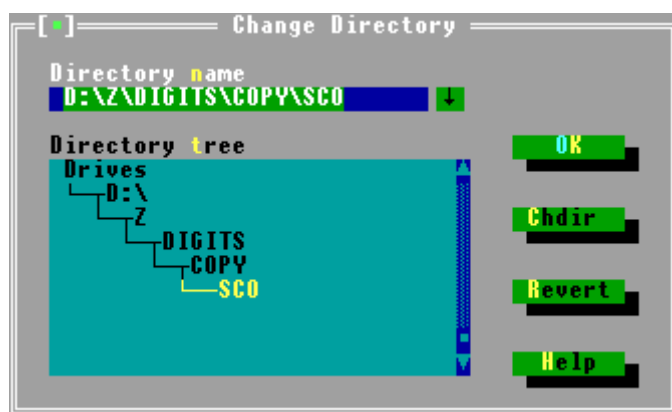 Change Directory
Directory name
D:\Z\DIGITS\COPY\SCO
Directory tree
OK
Drives
D:\
Z
Chdir
DIGITS
COPY
SCO
Revert
Help